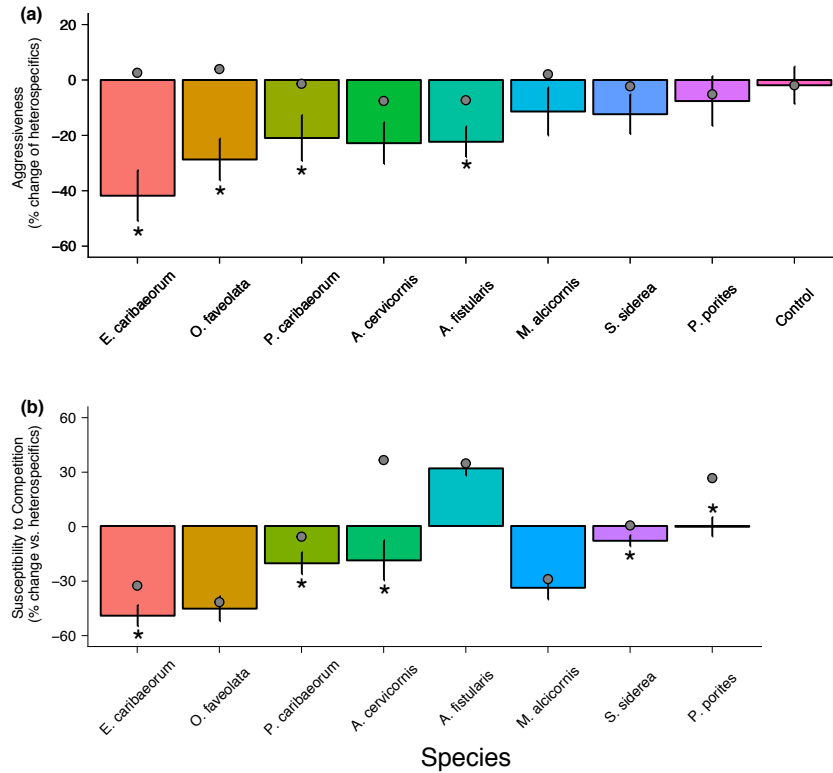 (a)
Aggressiveness
(% change of heterospecifics)
20
0
−20
−40
−60
*
*
*
*
E. caribaeorum
O. faveolata
P. caribaeorum
A. cervicornis
A. fistularis
M. alcicornis
S. siderea
P. porites
Control
(b)
Susceptibility to Competition
(% change vs. heterospecifics)
60
30
0
−30
−60
*
*
*
*
*
E. caribaeorum
O. faveolata
P. caribaeorum
A. cervicornis
A. fistularis
M. alcicornis
S. siderea
P. porites
Species